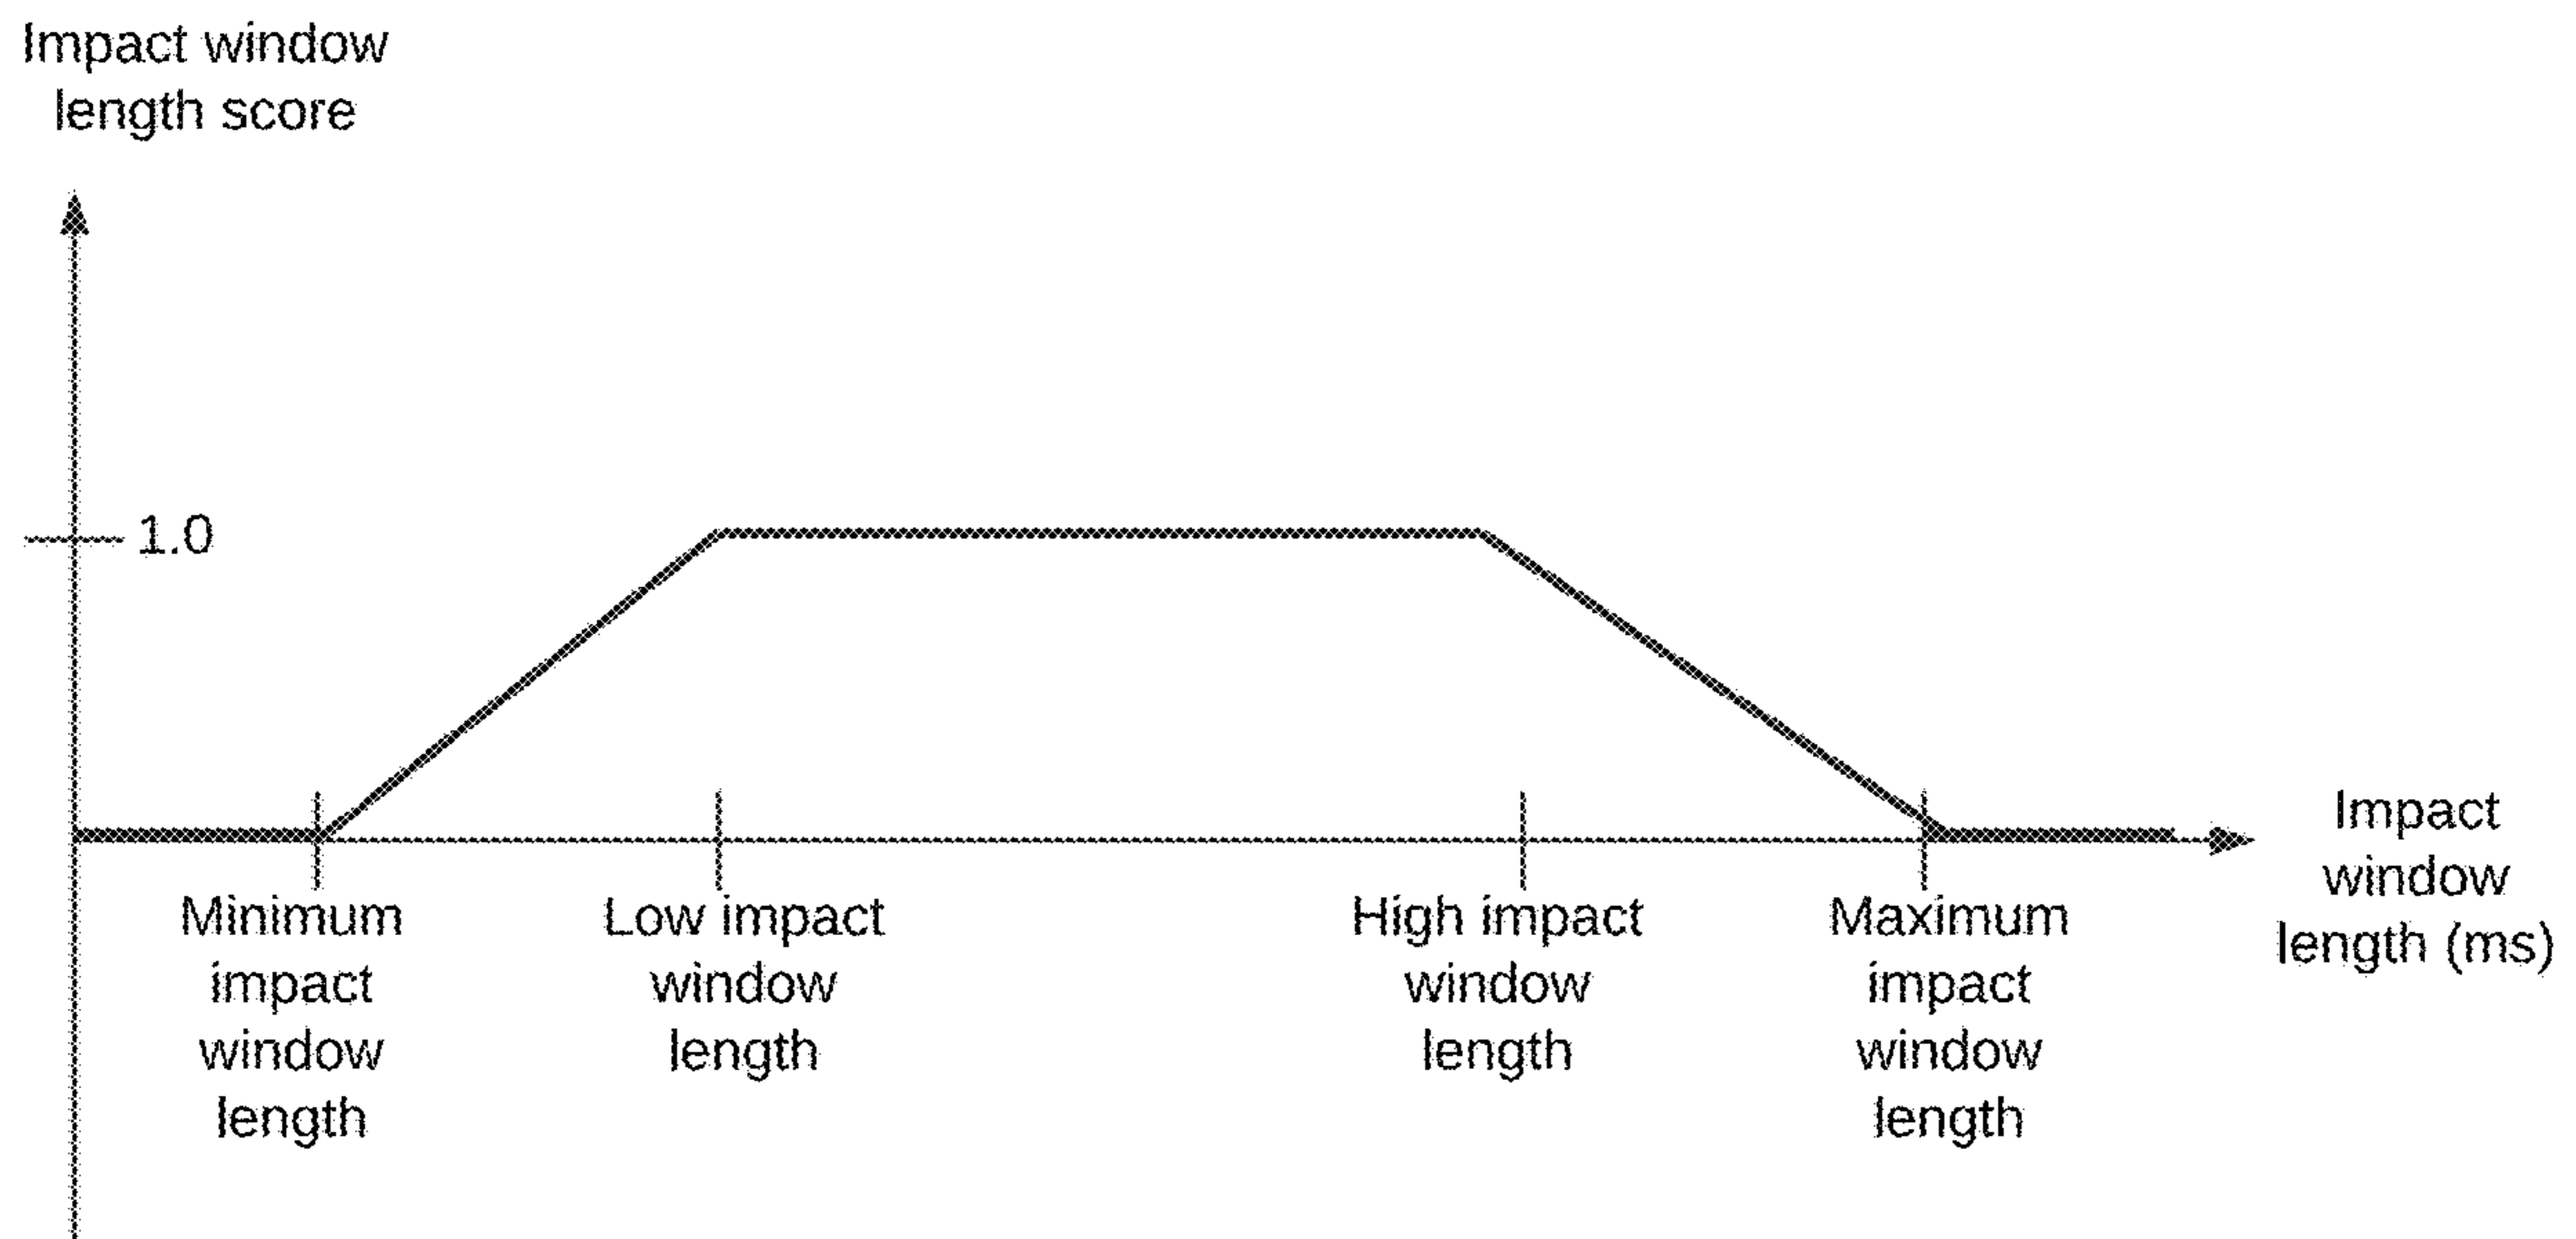 Impact window
length score
1.0
Minimum
impact
window
length
Low impact
window
length
High impact
window
length
Maximum
impact
window
length
Impact
window
length (ms)